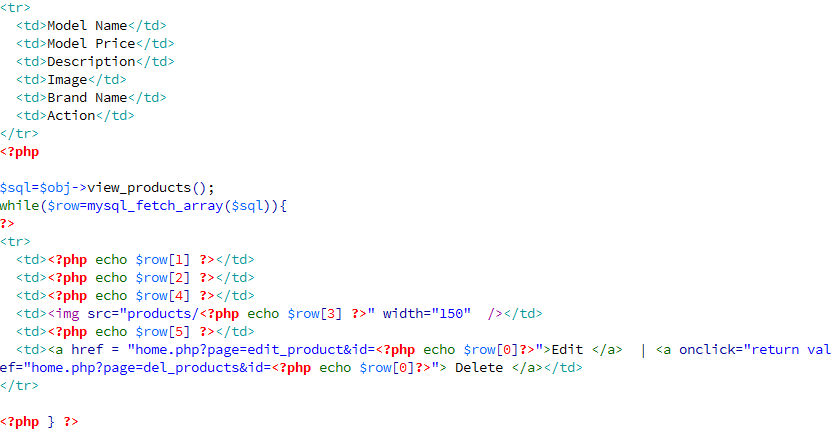 <tr>
<td>Model Name</td>
<td>Model Price</td>
<td>Description</td>
<td>Image</td>
<td>Brand Name</td>
<td>Action</td>
</tr>
<?php
$sql=$obj->view_products();
while($row=mysql_fetch_array($sql)){
?>
<tr>
<td><?php echo $row[1] ?></td>
<td><?php echo $row[2] ?></td>
<td><?php echo $row[4] ?></td>
<td><img src="products/<?php echo $row[3] ?>" width="150"  /></td>
<td><?php echo $row[5] ?></td>
<td><a href = "home.php?page=edit_product&id=<?php echo $row[0]?>">Edit </a>  | <a onclick="return val
ef="home.php?page=del_products&id=<?php echo $row[0]?>"> Delete </a></td>
</tr>
<?php } ?>